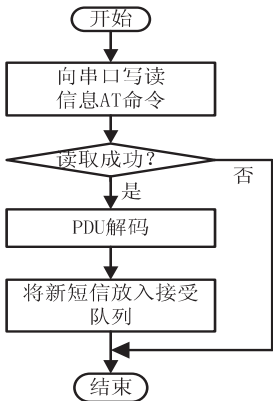 开始
向串口写读
信息AT命令
读取成功?
是
否
PDU解码
将新短信放入接受
队列
结束